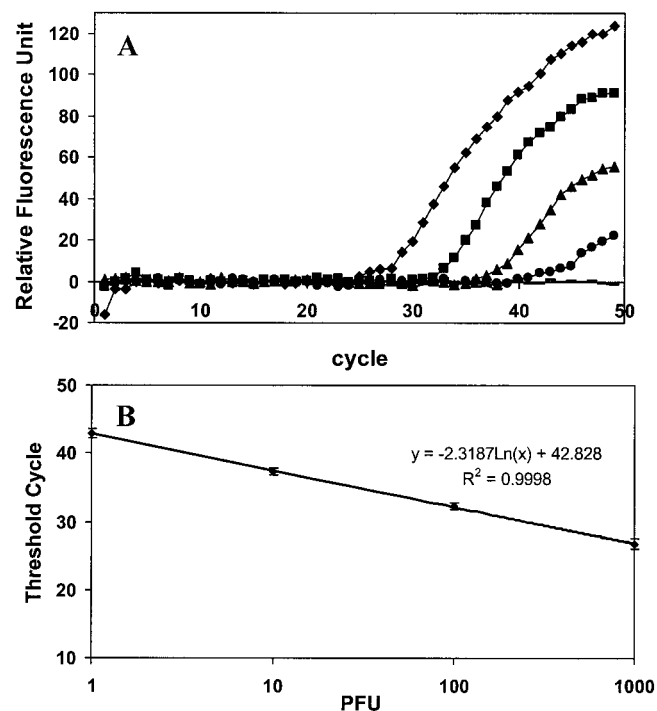 A
Relative Fluorescence Unit
120
100
80
60
40
20
0
-20
0 10 20 30 40 50
cycle
B
Threshold Cycle
50
40
30
20
10
y = -2.3187Ln(x) + 42.828
R² = 0.9998
1 10 100 1000
PFU